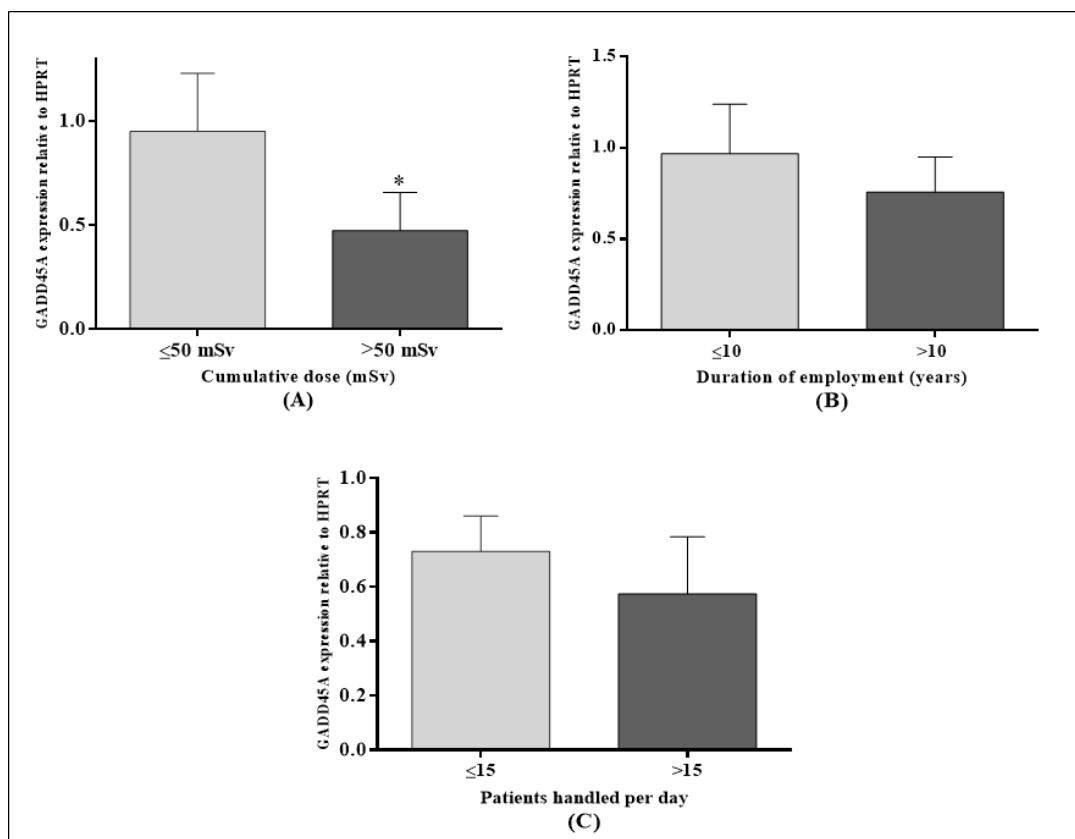 GADD45A expression relative to HPRT
1.0
0.5
0.0
*
≤50 mSv >50 mSv
Cumulative dose (mSv)
(A)
GADD45A expression relative to HPRT
1.5
1.0
0.5
0.0
≤10 >10
Duration of employment (years)
(B)
GADD45A expression relative to HPRT
1.0
0.8
0.6
0.4
0.2
0.0
≤15 >15
Patients handled per day
(C)